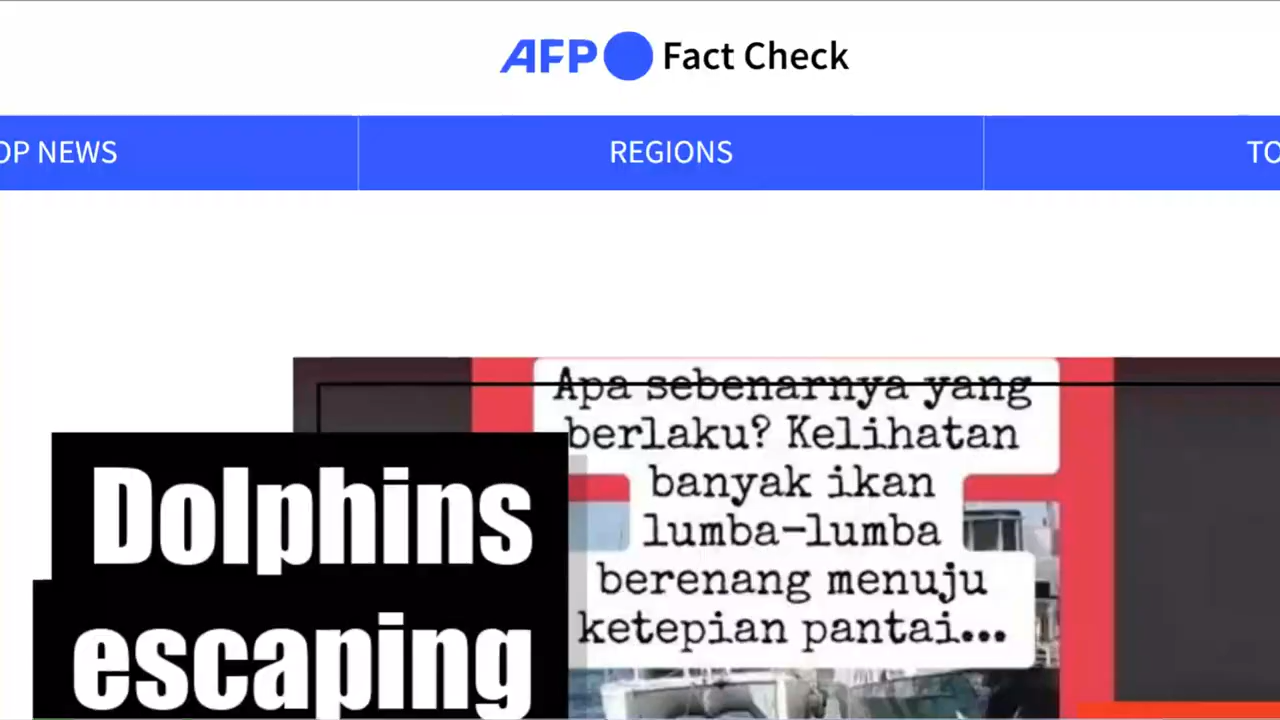 AFP Fact Check
OP NEWS
REGIONS
TO
Apa sebenarnya yang
berlaku? Kelihatan
banyak ikan
lumba-lumba
berenang menuju
ketepian pantai...
Dolphins
escaping